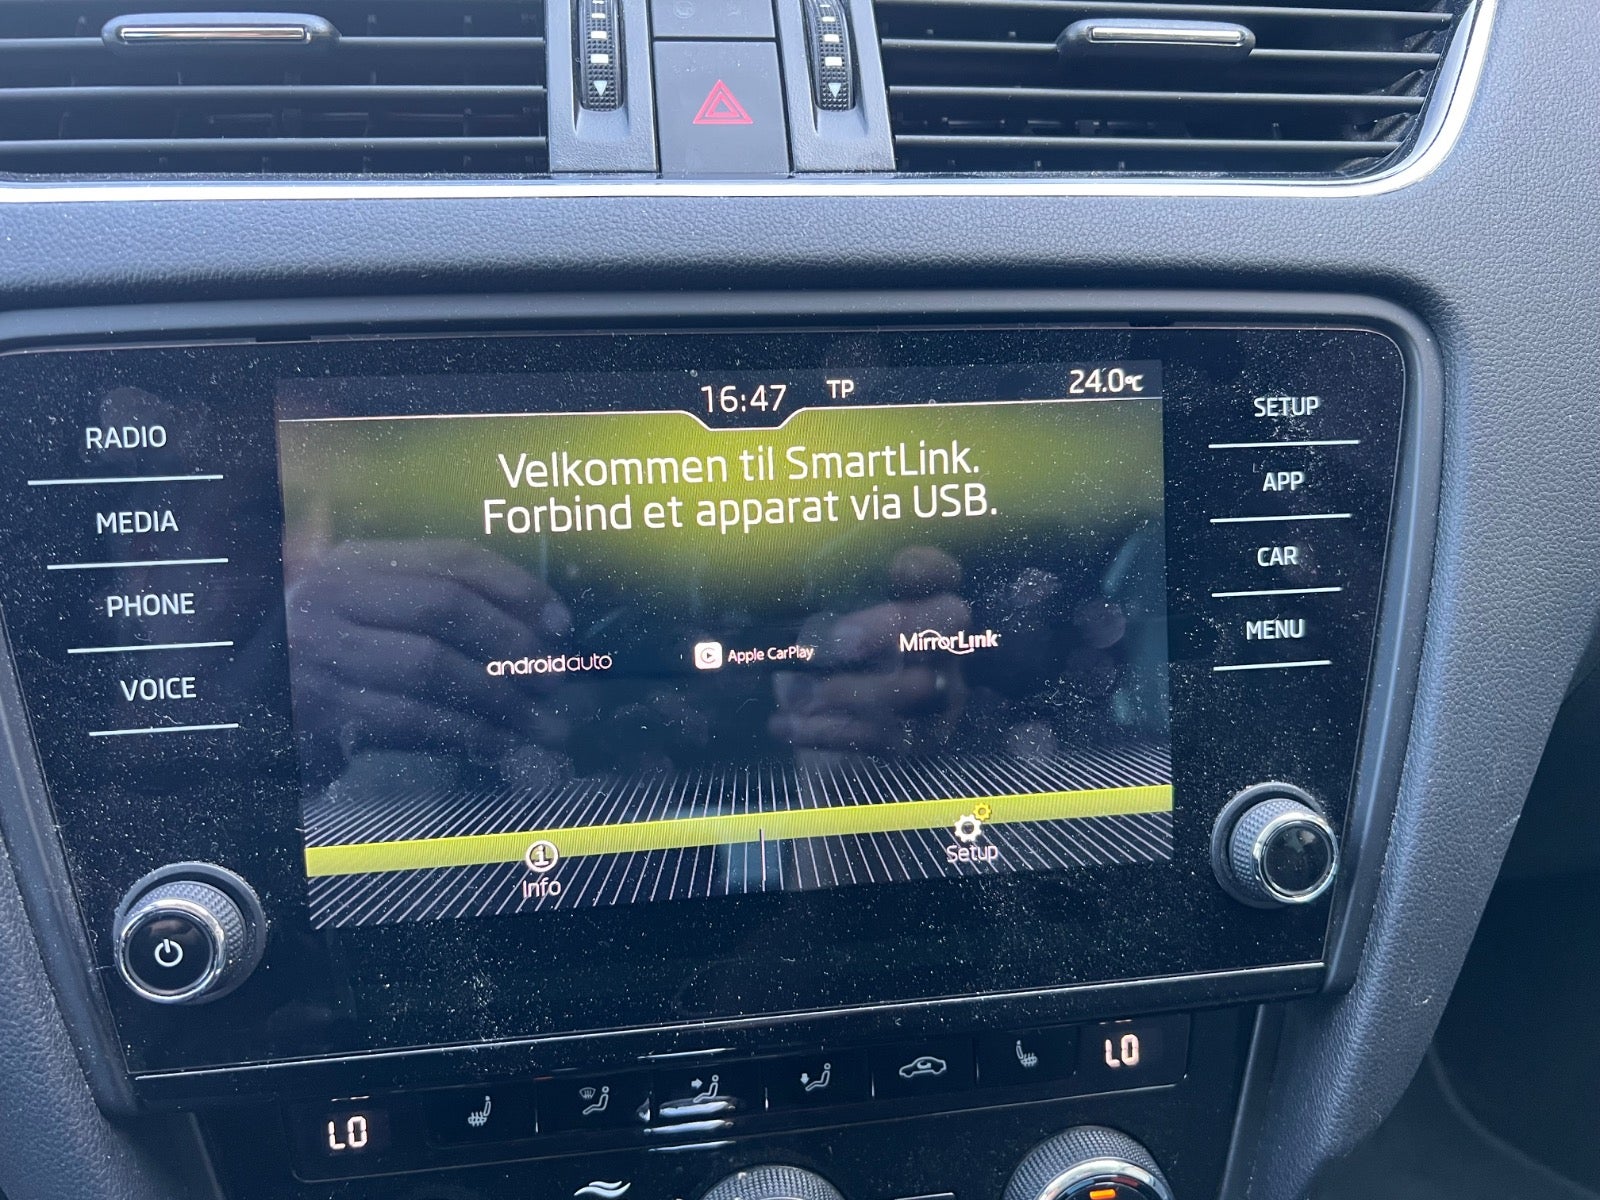 16:47 TP 24.0°C
RADIO
MEDIA
PHONE
VOICE
Velkommen til SmartLink.
Forbind et apparat via USB.
androidauto
Apple CarPlay
MirrorLink
Info
Setup
SETUP
APP
CAR
MENU
LO
LO